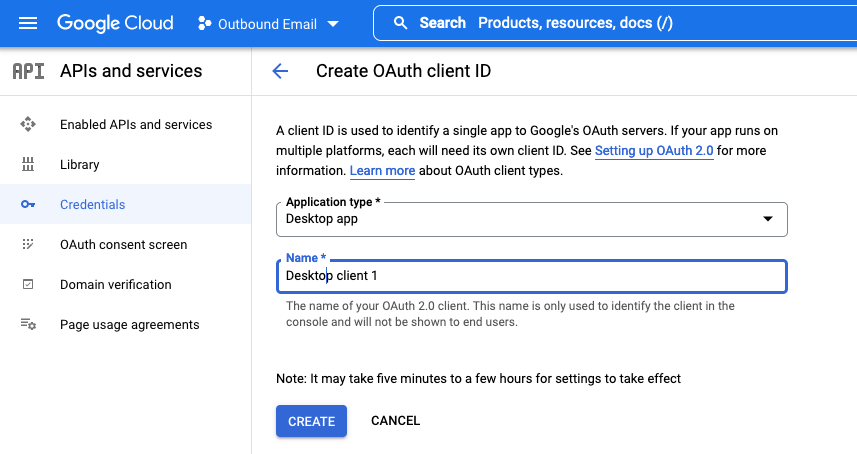 Google Cloud
Outbound Email
Search Products, resources, docs (/)
API APIs and services
Create OAuth client ID
Enabled APIs and services
Library
Credentials
OAuth consent screen
Domain verification
Page usage agreements
A client ID is used to identify a single app to Google's OAuth servers. If your app runs on
multiple platforms, each will need its own client ID. See Setting up OAuth 2.0 for more
information. Learn more about OAuth client types.
Application type *
Desktop app
Name *
Desktop client 1
The name of your OAuth 2.0 client. This name is only used to identify the client in the
console and will not be shown to end users.
Note: It may take five minutes to a few hours for settings to take effect
CREATE
CANCEL